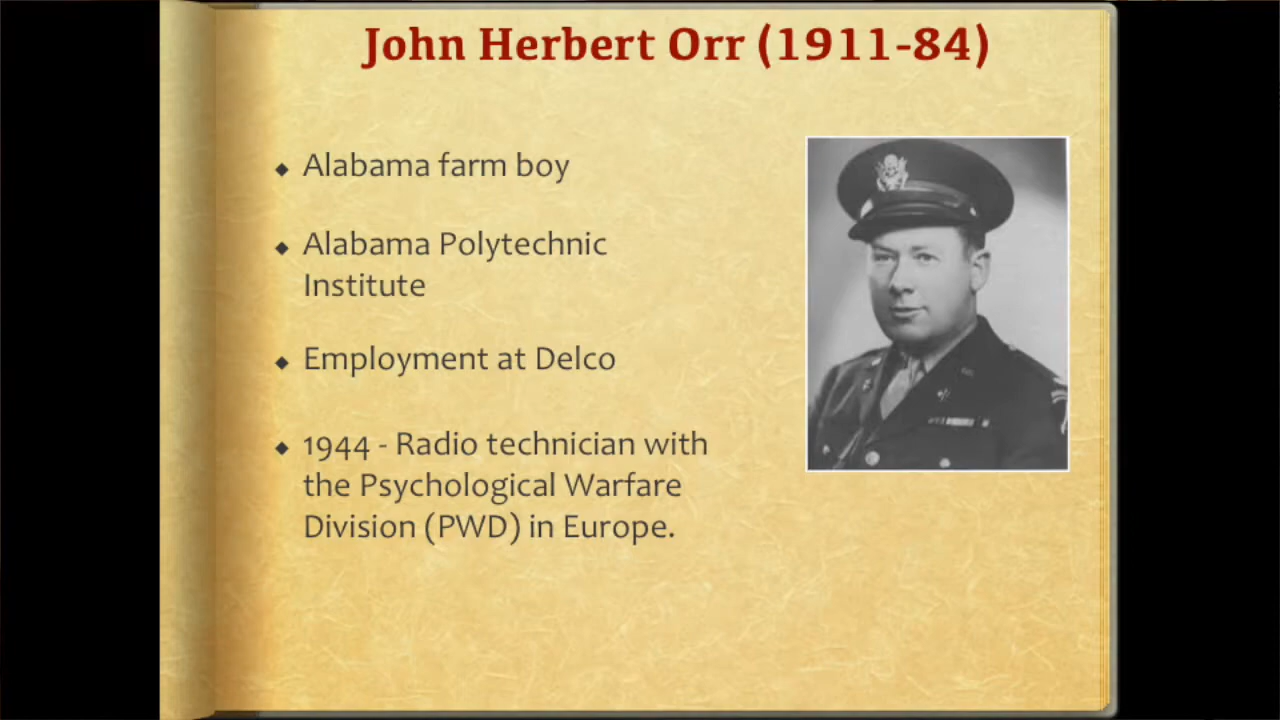 John Herbert Orr (1911-84)
◆ Alabama farm boy
◆ Alabama Polytechnic
Institute
◆ Employment at Delco
◆ 1944 - Radio technician with
the Psychological Warfare
Division (PWD) in Europe.